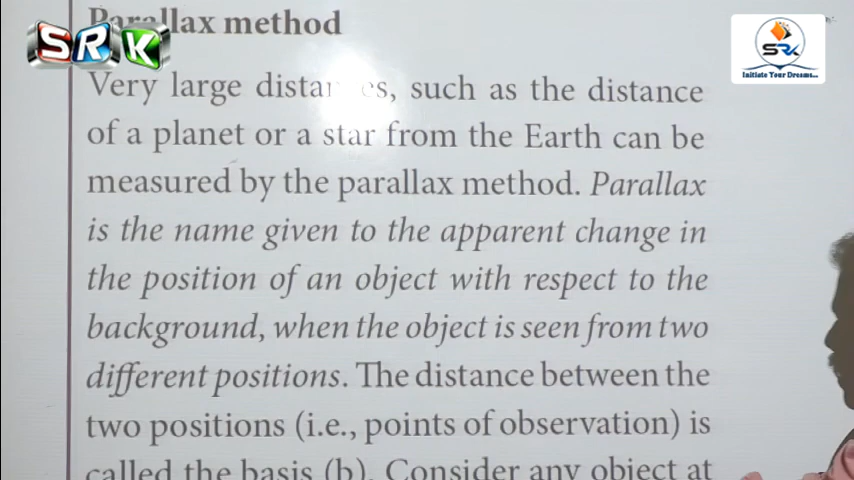 Parallax method
SRK
SRK
Initiate Your Dreams...
Very large distances, such as the distance
of a planet or a star from the Earth can be
measured by the parallax method. Parallax
is the name given to the apparent change in
the position of an object with respect to the
background, when the object is seen from two
different positions. The distance between the
two positions (i.e., points of observation) is
called the basis (b). Consider any object at